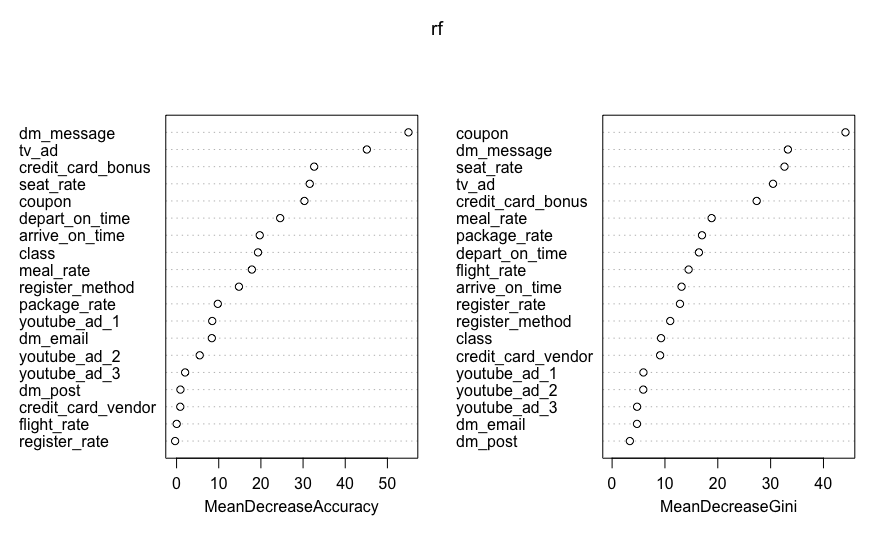 rf
dm_message
tv_ad
credit_card_bonus
seat_rate
coupon
depart_on_time
arrive_on_time
class
meal_rate
register_method
package_rate
youtube_ad_1
dm_email
youtube_ad_2
youtube_ad_3
dm_post
credit_card_vendor
flight_rate
register_rate
0 10 20 30 40 50
MeanDecreaseAccuracy
coupon
dm_message
seat_rate
tv_ad
credit_card_bonus
meal_rate
package_rate
depart_on_time
flight_rate
arrive_on_time
register_rate
register_method
class
credit_card_vendor
youtube_ad_1
youtube_ad_2
youtube_ad_3
dm_email
dm_post
0 10 20 30 40
MeanDecreaseGini